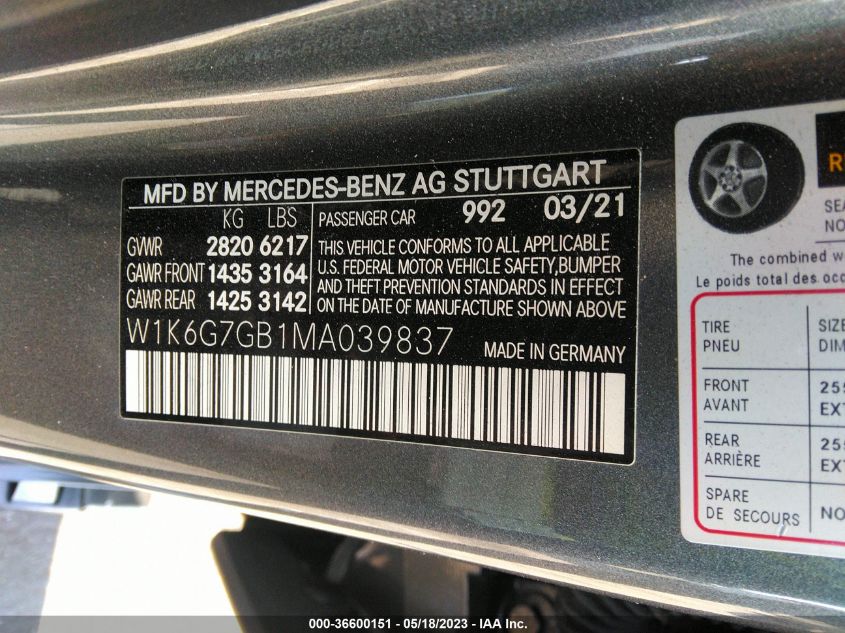 MFD BY MERCEDES-BENZ AG STUTTGART
KG LBS
GVWR 2820 6217
GAWR FRONT 1435 3164
GAWR REAR 1425 3142
PASSENGER CAR 992 03/21
THIS VEHICLE CONFORMS TO ALL APPLICABLE
U.S. FEDERAL MOTOR VEHICLE SAFETY,BUMPER
AND THEFT PREVENTION STANDARDS IN EFFECT
ON THE DATE OF MANUFACTURE SHOWN ABOVE
W1K6G7GB1MA039837 MADE IN GERMANY
The combined
Le poids total des
TIRE
PNEU
FRONT
AVANT
REAR
ARRIÈRE
SPARE
DE SECOURS
000-36600151 - 05/18/2023 - IAA Inc.